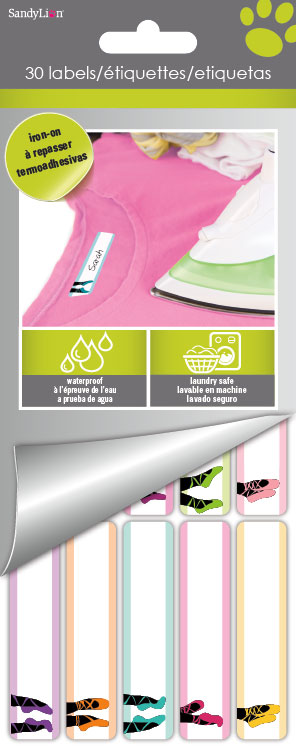 SandyLion
30 labels/étiquettes/etiquetas
iron-on
à repasser
termoadhesivas
Sarah
waterproof
à l'épreuve de l'eau
a prueba de agua
laundry safe
lavable en machine
lavado seguro